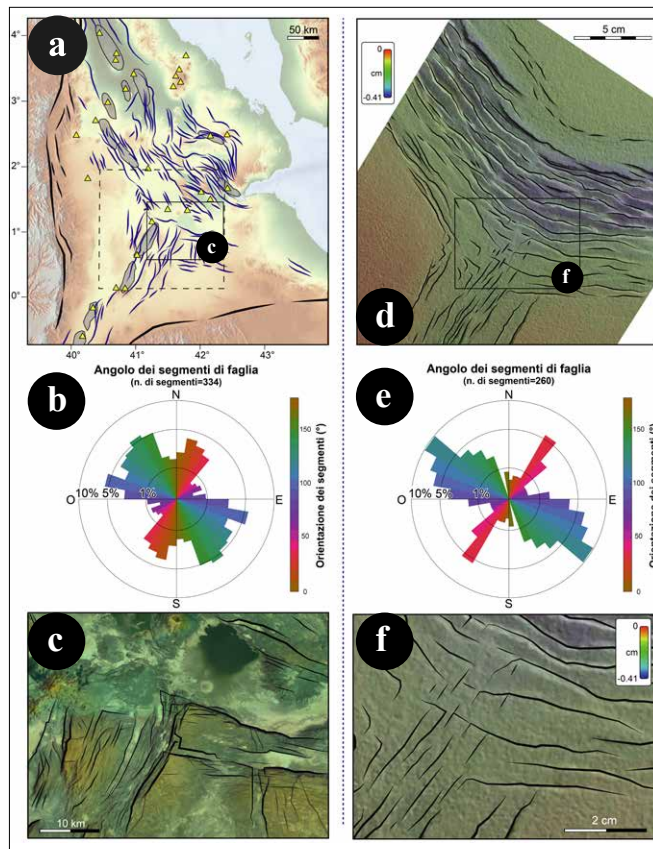 a
50 km
4°
3°
2°
1°
0°
c
40°
41°
42°
43°
d
5 cm
0
cm
-0.41
f
b
Angolo dei segmenti di faglia
(n. di segmenti=334)
N
O
E
S
10% 5% 1%
Orientazione dei segmenti (°)
150
100
50
0
e
Angolo dei segmenti di faglia
(n. di segmenti=260)
N
O
E
S
10% 5% 1%
Orientazione dei segmenti (°)
150
100
50
0
c
10 km
f
0
cm
-0.41
2 cm